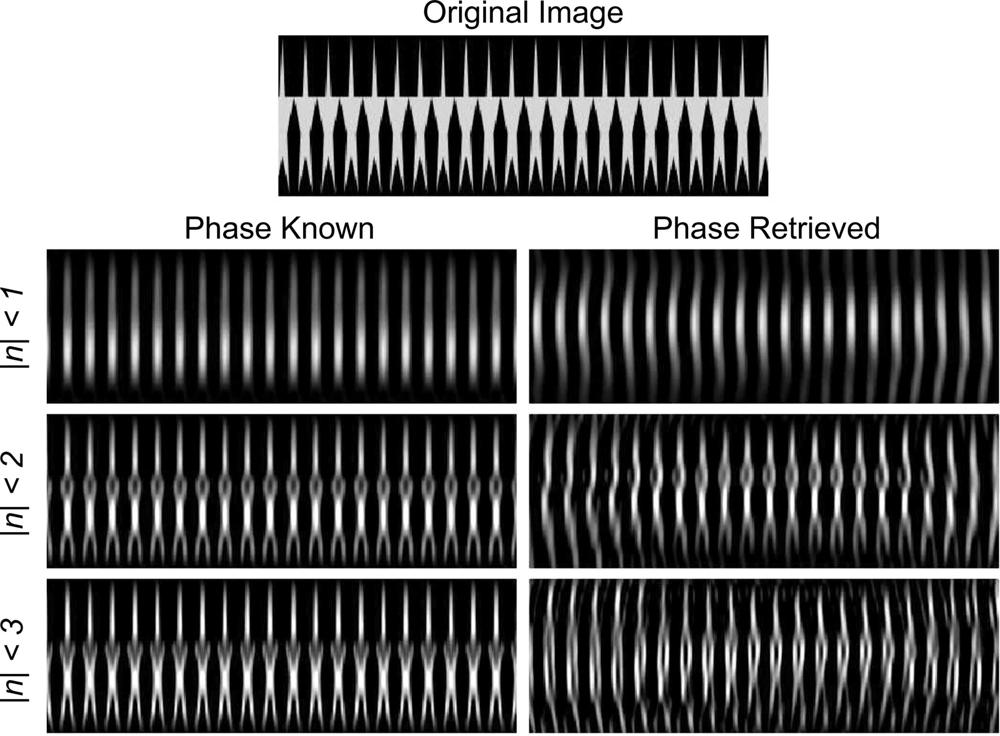 Original Image
Phase Known
Phase Retrieved
|n| < 1
|n| < 2
|n| < 3